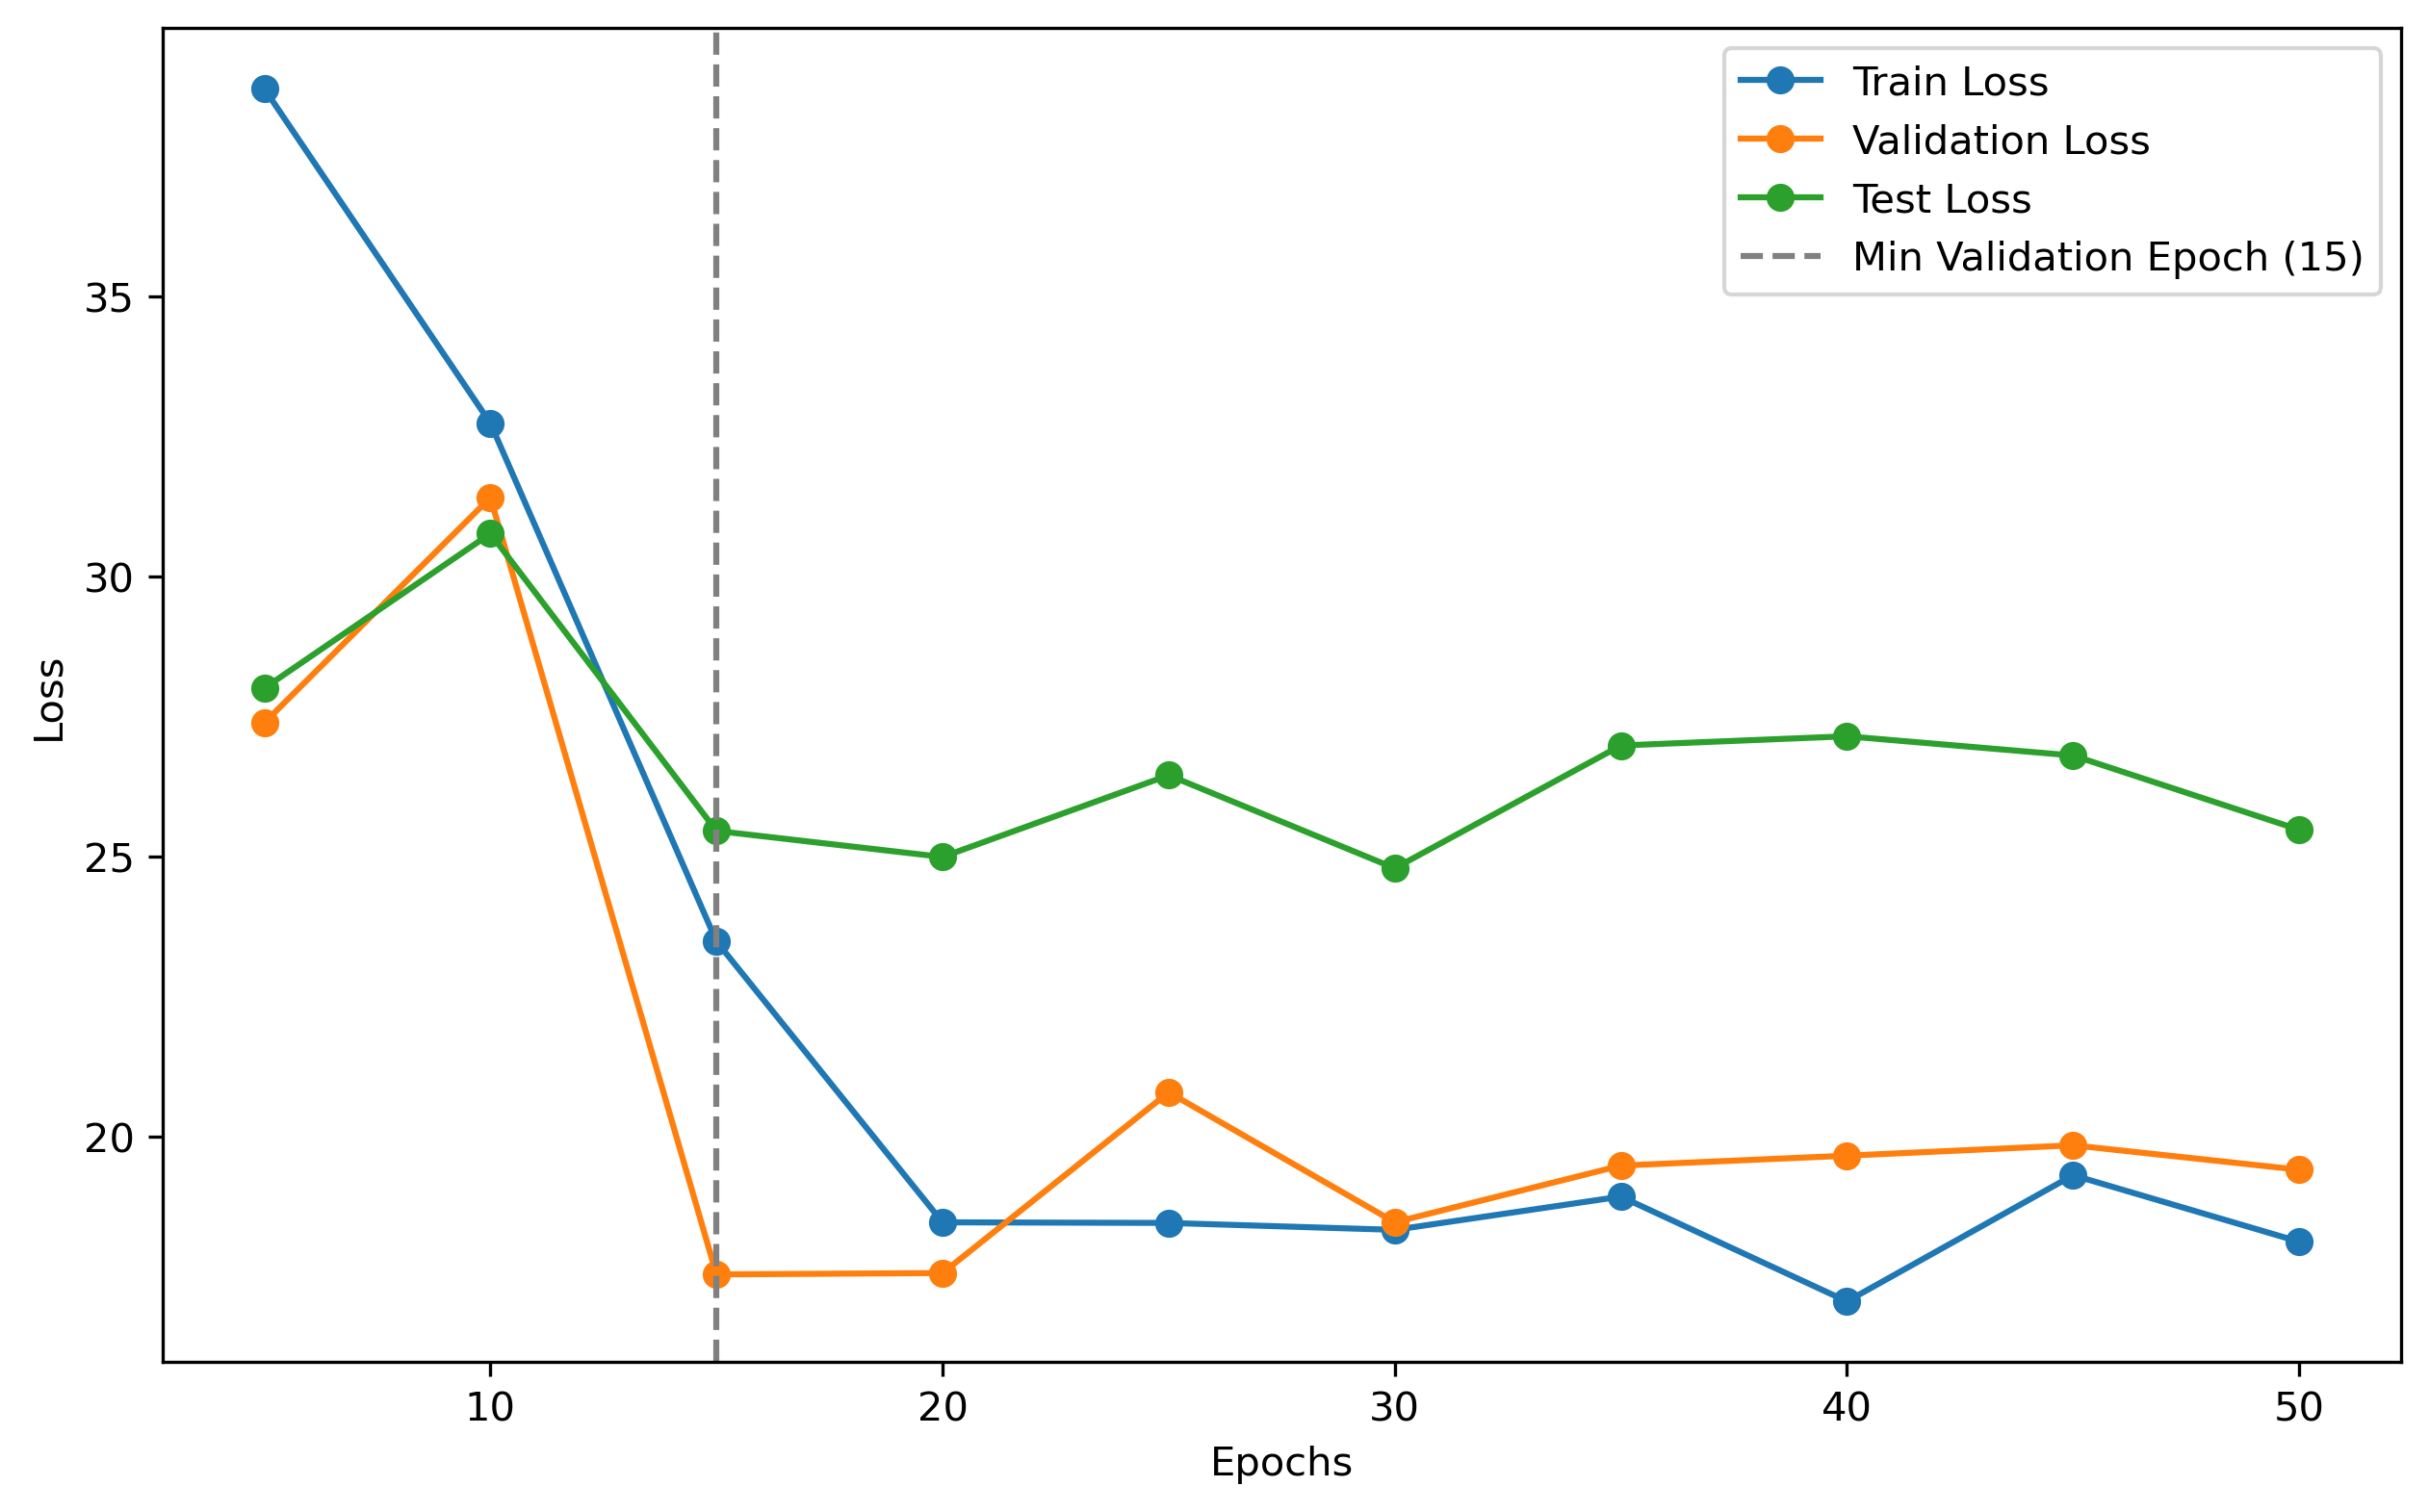 Train Loss
Validation Loss
Test Loss
Min Validation Epoch (15)
35
30
25
20
Loss
10 20 30 40 50
Epochs